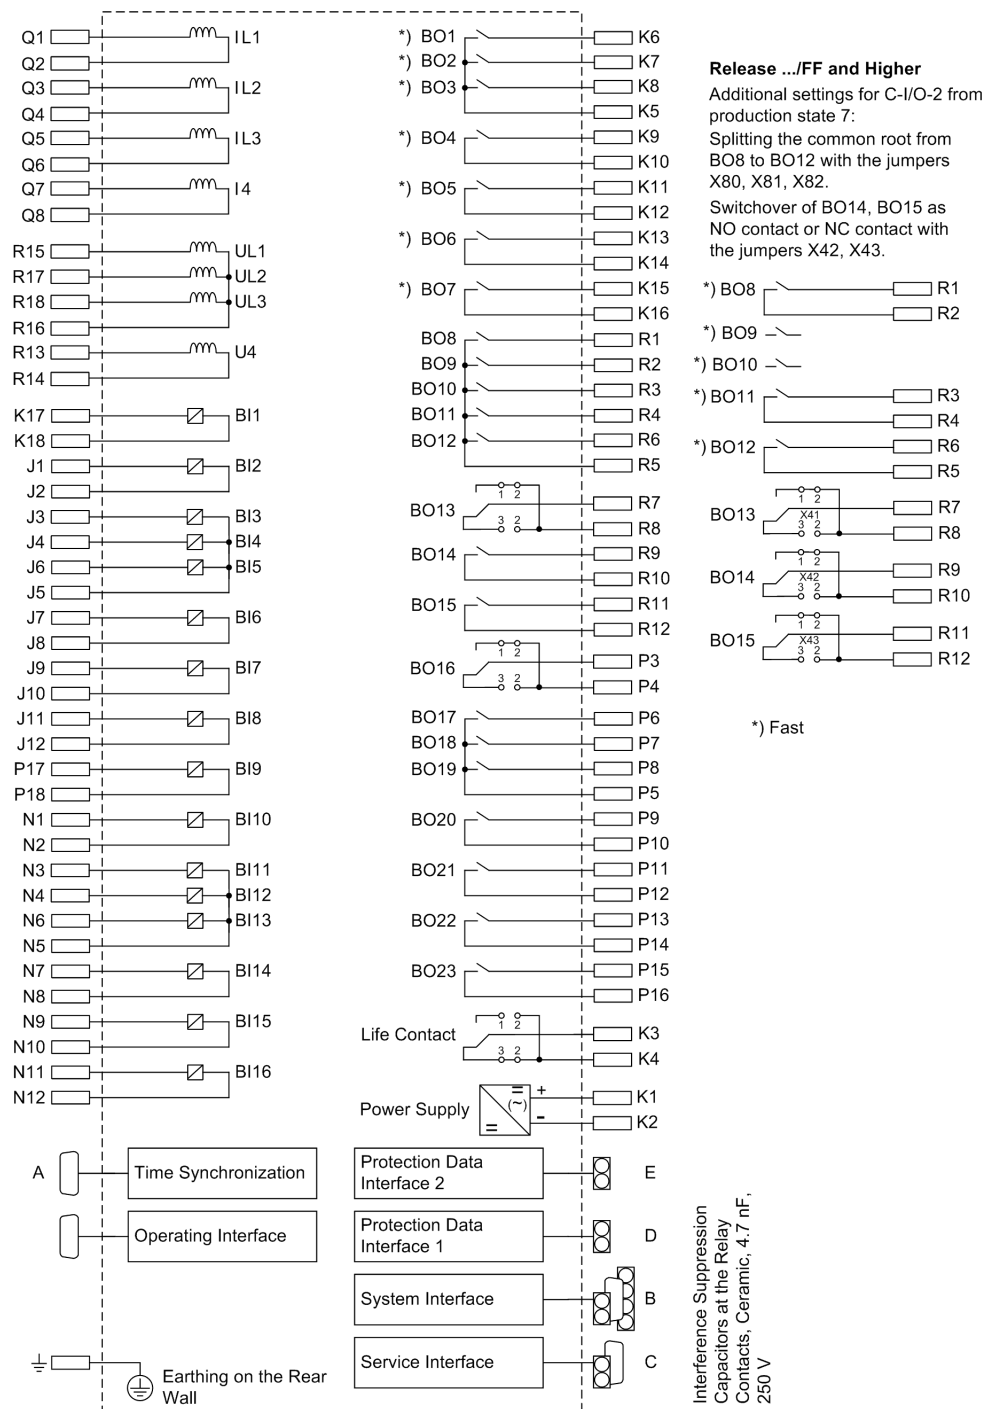 Q1 IL1
Q2
Q3 IL2
Q4
Q5 IL3
Q6
Q7 I4
Q8
R15 UL1
R17 UL2
R18 UL3
R16
R13 U4
R14
K17 BI1
K18
J1 BI2
J2
J3 BI3
J4 BI4
J6 BI5
J5
J7 BI6
J8
J9 BI7
J10
J11 BI8
J12
P17 BI9
P18
N1 BI10
N2
N3 BI11
N4 BI12
N6 BI13
N5
N7 BI14
N8
N9 BI15
N10
N11 BI16
N12
A Time Synchronization
Operating Interface
Earthing on the Rear
Wall
*) BO1 K6
*) BO2 K7
*) BO3 K8
K5
*) BO4 K9
K10
*) BO5 K11
K12
*) BO6 K13
K14
*) BO7 K15
K16
BO8 R1
BO9 R2
BO10 R3
BO11 R4
BO12 R6
R5
1 2
BO13 R7
3 2 R8
BO14 R9
R10
BO15 R11
R12
1 2
BO16 P3
3 2 P4
BO17 P6
BO18 P7
BO19 P8
P5
BO20 P9
P10
BO21 P11
P12
BO22 P13
P14
BO23 P15
P16
1 2
Life Contact K3
3 2 K4
Power Supply = (~) = + K1
- K2
Protection Data
Interface 2 E
Protection Data
Interface 1 D
System Interface B
Service Interface C
Release .../FF and Higher
Additional settings for C-I/O-2 from
production state 7:
Splitting the common root from
BO8 to BO12 with the jumpers
X80, X81, X82.
Switchover of BO14, BO15 as
NO contact or NC contact with
the jumpers X42, X43.
*) BO8 R1
R2
*) BO9
*) BO10
*) BO11 R3
R4
*) BO12 R6
R5
1 2
BO13 X41 R7
3 2 R8
1 2
BO14 X42 R9
3 2 R10
1 2
BO15 X43 R11
3 2 R12
*) Fast
Interference Suppression
Capacitors at the Relay
Contacts, Ceramic, 4.7 nF,
250 V